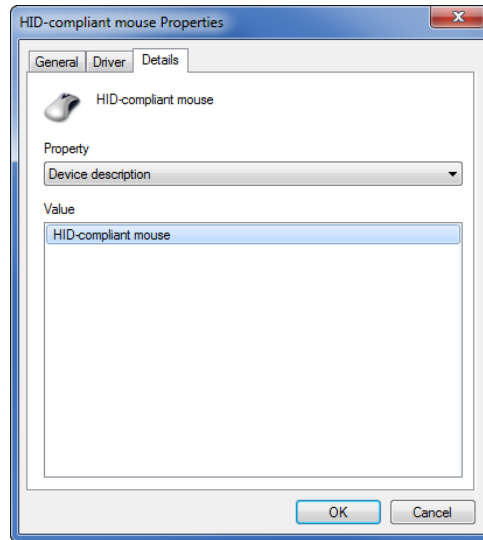 HID-compliant mouse Properties
General Driver Details
HID-compliant mouse
Property
Device description
Value
HID-compliant mouse
OK Cancel